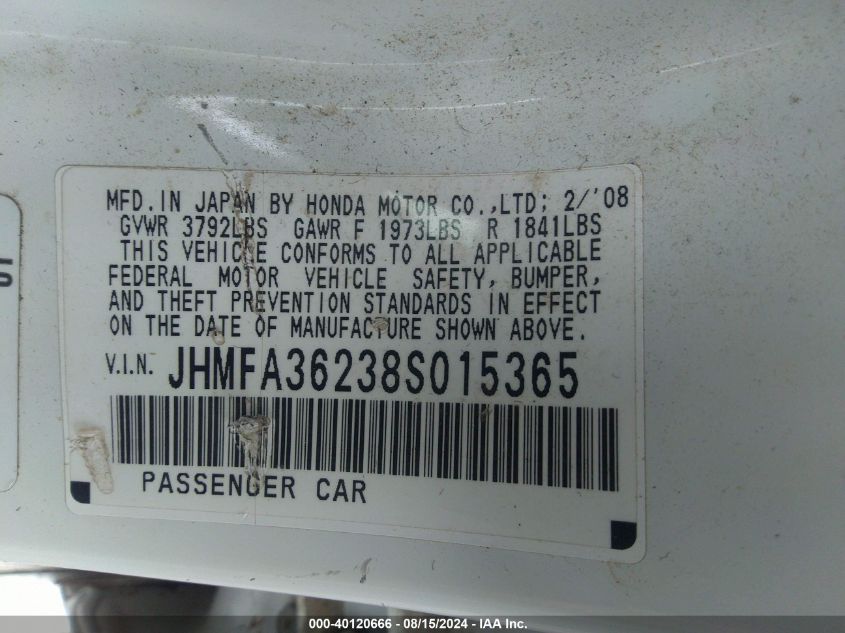 MFD.IN JAPAN BY HONDA MOTOR CO.,LTD: 2/'08
GVWR 3792LBS GAWR F 1973LBS R 1841LBS
THIS VEHICLE CONFORMS TO ALL APPLICABLE
FEDERAL MOTOR VEHICLE SAFETY, BUMPER,
AND THEFT PREVENTION STANDARDS IN EFFECT
ON THE DATE OF MANUFACTURE SHOWN ABOVE.
V.I.N. JHMFA36238S015365
PASSENGER CAR
000-40120666 - 08/15/2024 - IAA Inc.